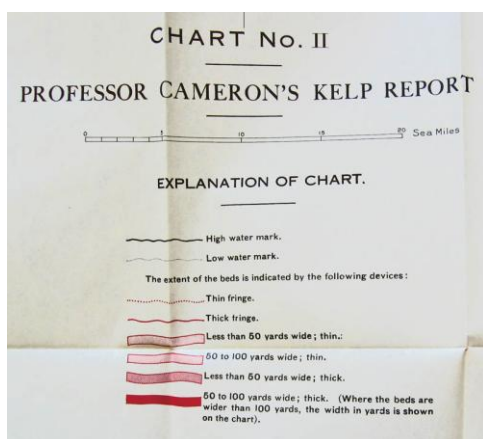 CHART No. II
PROFESSOR CAMERON'S KELP REPORT
0 5 10 15 20 Sea Miles
EXPLANATION OF CHART.
High water mark.
Low water mark.
The extent of the beds is indicated by the following devices:
Thin fringe.
Thick fringe.
Less than 50 yards wide; thin.:
50 to 100 yards wide; thin.
Less than 50 yards wide; thick.
50 to 100 yards wide; thick. (Where the beds are
wider than 100 yards, the width in yards is shown
on the chart).